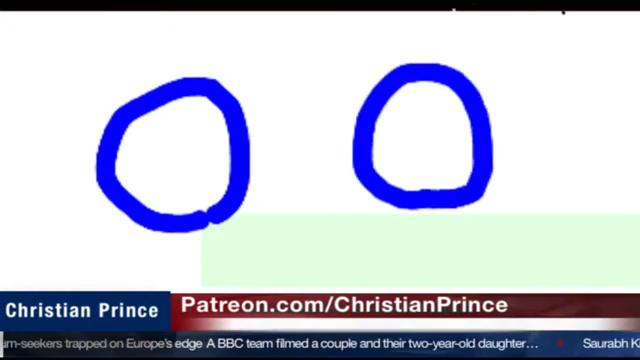 Christian Prince
Patreon.com/ChristianPrince
um-seekers trapped on Europe's edge A BBC team filmed a couple and their two-year-old daughter… Saurabh K